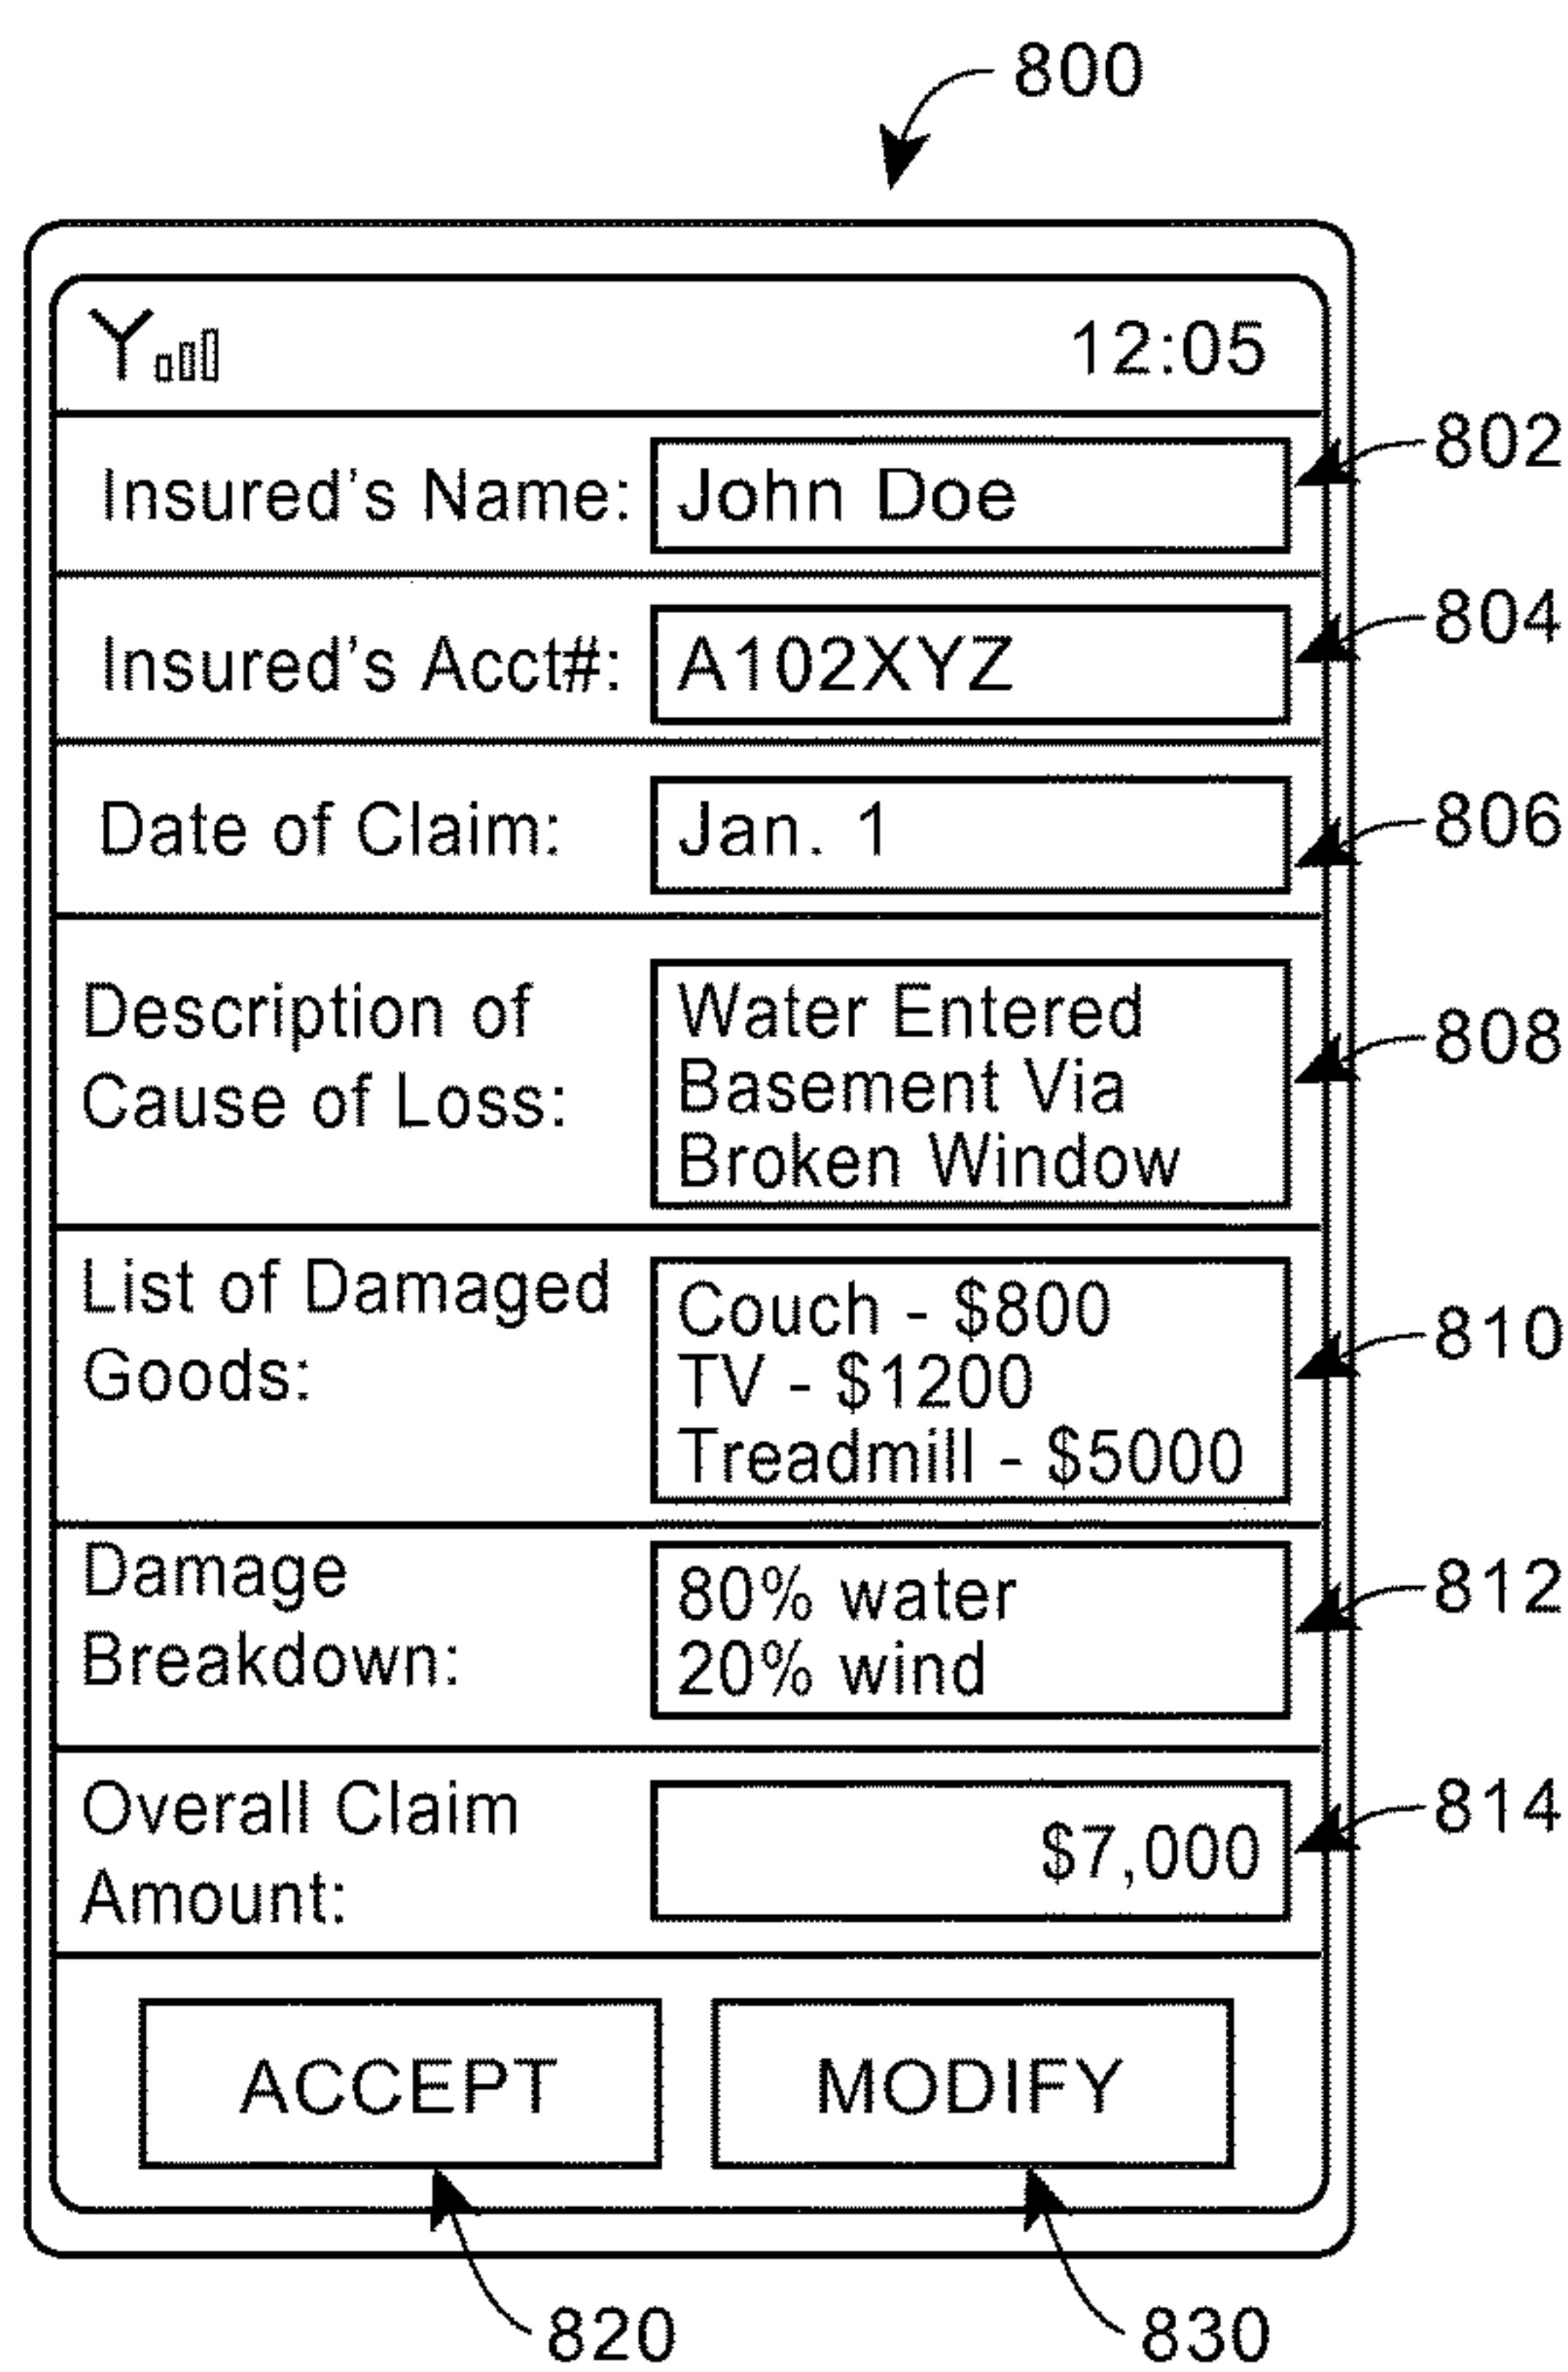 800
12:05
Insured's Name: John Doe 802
Insured's Acct#: A102XYZ 804
Date of Claim: Jan. 1 806
Description of
Cause of Loss:
Water Entered
Basement Via
Broken Window
808
List of Damaged
Goods:
Couch - $800
TV - $1200
Treadmill - $5000
810
Damage
Breakdown:
80% water
20% wind
812
Overall Claim
Amount:
$7,000
814
ACCEPT MODIFY
820 830